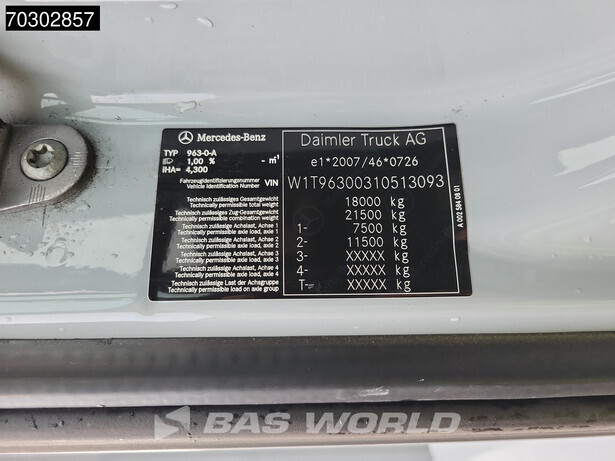 70302857
Mercedes-Benz
Daimler Truck AG
TYP 963-0-A
1,00 % - m¹
IHA= 4,300
e1*2007/46*0726
Fahrzeugidentifizierungsnummer
Vehicle Identification Number VIN
W1T96300310513093
Technisch zulässiges Gesamtgewicht
Technically permissible total weight
18000 kg
Technisch zulässiges Zug-Gesamtgewicht
Technically permissible combination weight
21500 kg
Technisch zulässige Achslast, Achse 1
Technically permissible axle load, axle 1
1- 7500 kg
Technisch zulässige Achslast, Achse 2
Technically permissible axle load, axle 2
2- 11500 kg
Technisch zulässige Achslast, Achse 3
Technically permissible axle load, axle 3
3- XXXXX kg
Technisch zulässige Achslast, Achse 4
Technically permissible axle load, axle 4
4- XXXXX kg
Technisch zulässige Last der Achsgruppe
Technically permissible load on axle group
T- XXXXX kg
A 002 584 08 01
BAS WORLD